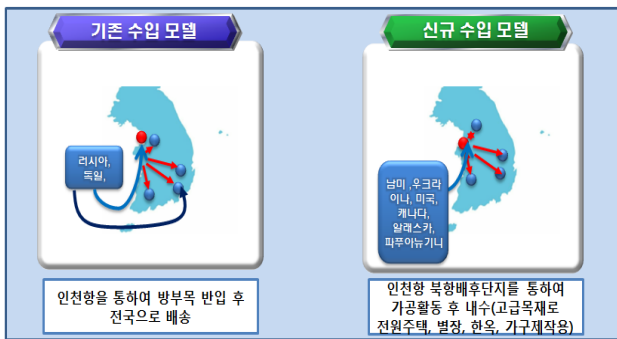 기존 수입 모델
러시아,
독일,
인천항을 통하여 방부목 반입 후
전국으로 배송
신규 수입 모델
남미 ,우크라
이나, 미국,
캐나다,
알래스카,
파푸아뉴기니
인천항 북항배후단지를 통하여
가공활동 후 내수(고급목재로
전원주택, 별장, 한옥, 가구제작용)